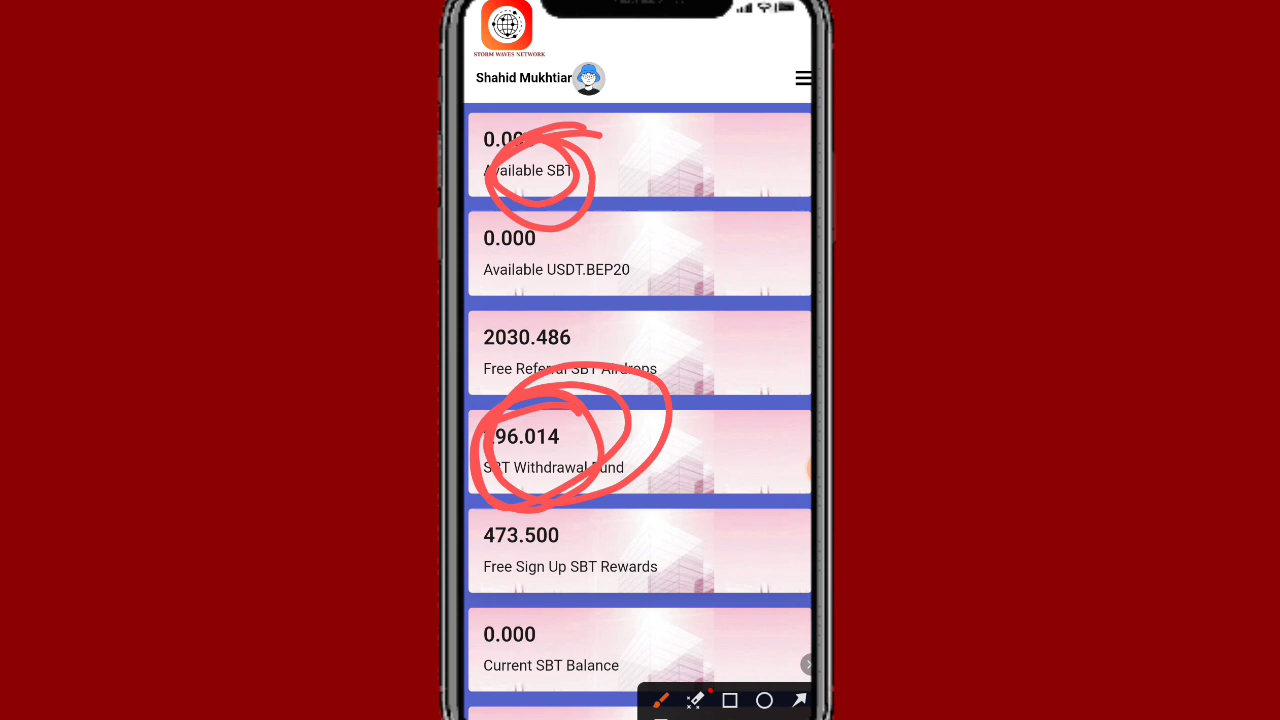 STORM WAVES NETWORK
Shahid Mukhtiar
Available SBT
0.000
Available USDT.BEP20
2030.486
Free Referral SBT Airdrops
96.014
SBT Withdrawal Fund
473.500
Free Sign Up SBT Rewards
0.000
Current SBT Balance